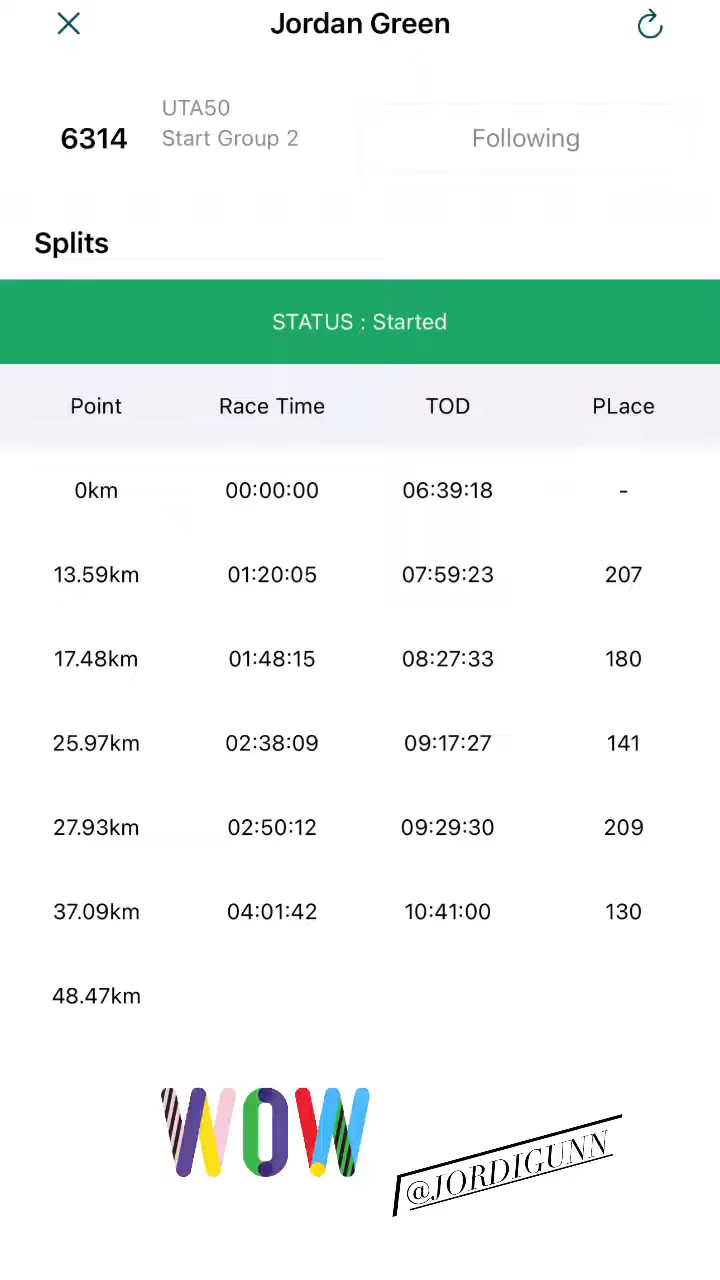 Jordan Green
6314
UTA50
Start Group 2
Following
Splits
STATUS : Started
Point Race Time TOD PLace
0km 00:00:00 06:39:18 -
13.59km 01:20:05 07:59:23 207
17.48km 01:48:15 08:27:33 180
25.97km 02:38:09 09:17:27 141
27.93km 02:50:12 09:29:30 209
37.09km 04:01:42 10:41:00 130
48.47km
WOW
@JORDIGUNN